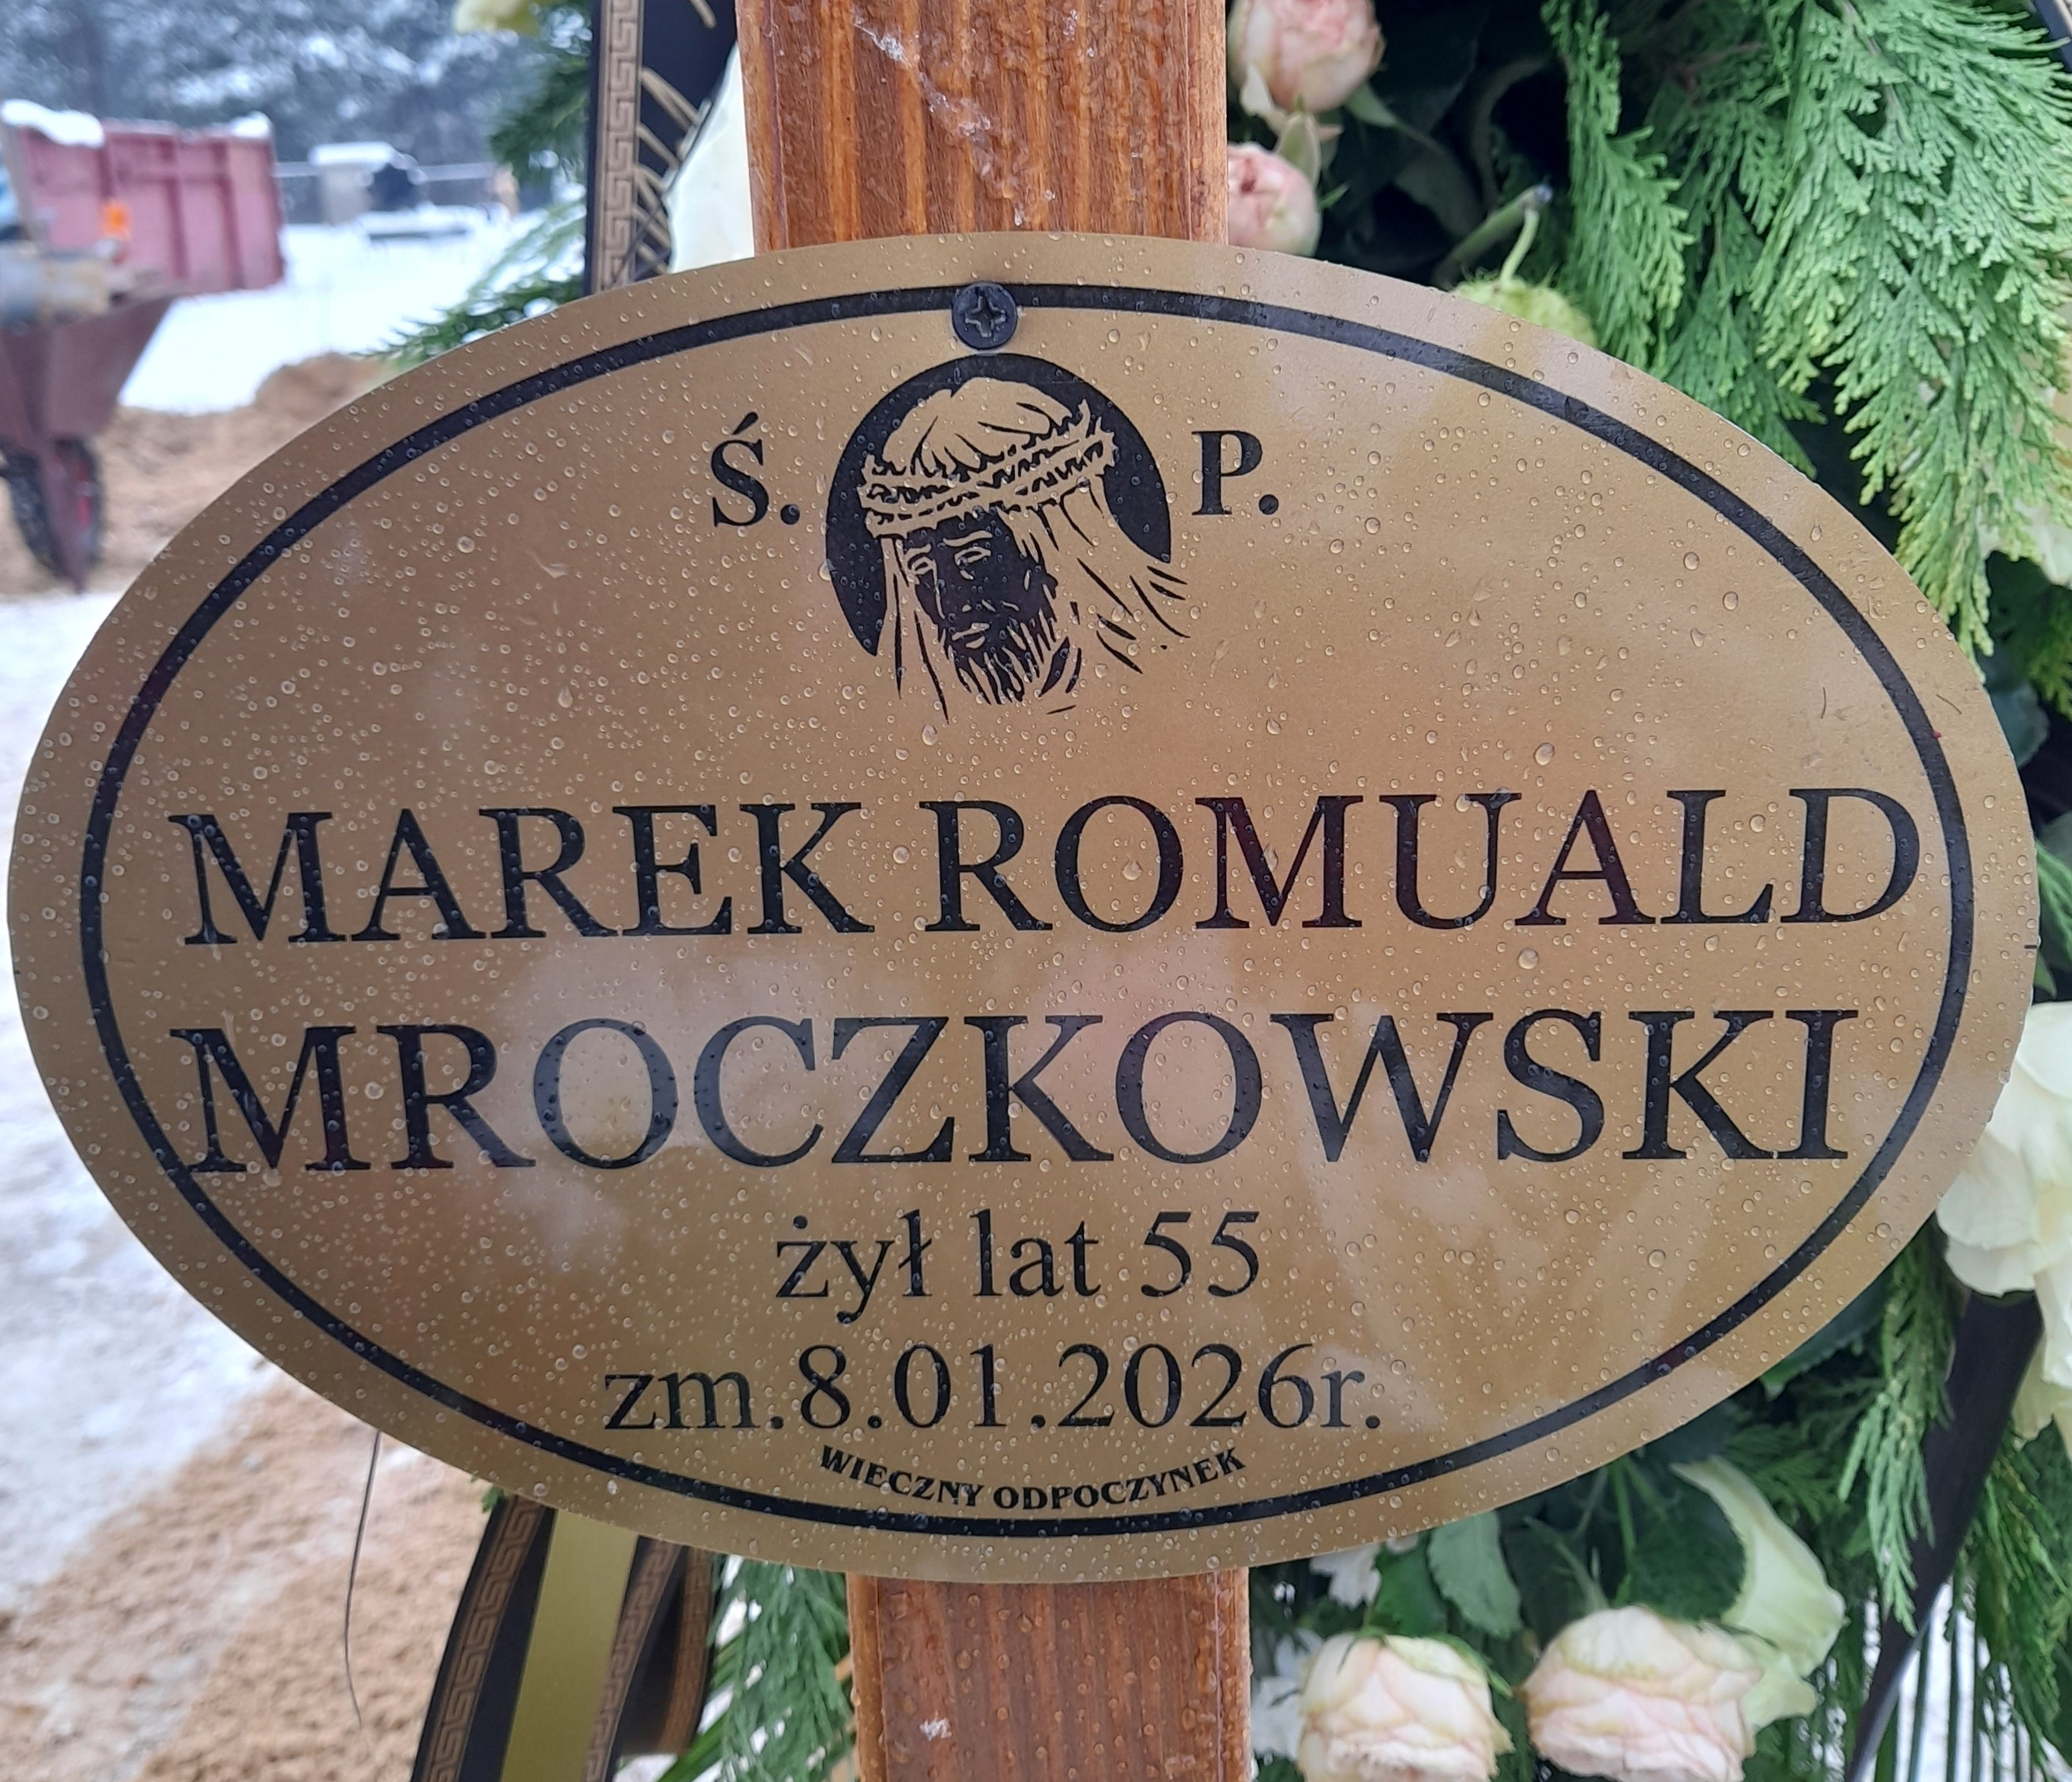 Ś. P.
MAREK ROMUALD
MROCZKOWSKI
żył lat 55
zm.8.01.2026r.
WIECZNY ODPOCZYNEK